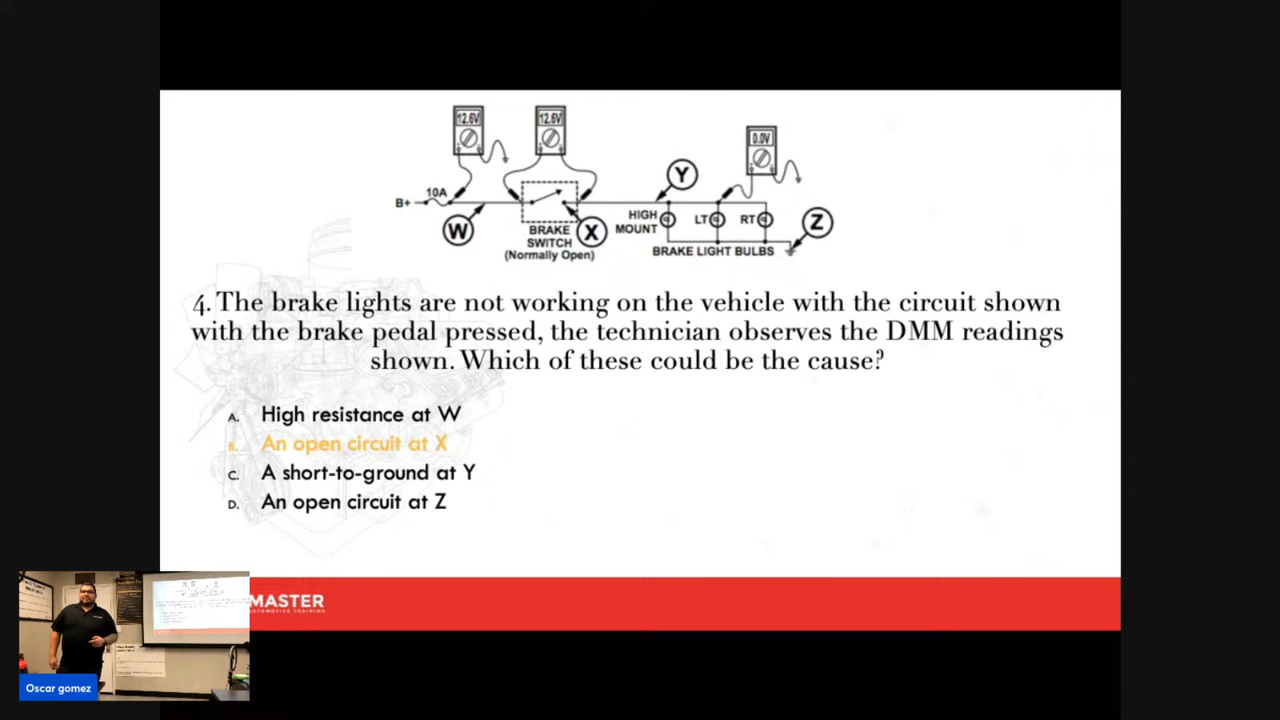 12.6V
12.6V
0.0V
10A
B+
W
X
Y
Z
BRAKE
SWITCH
(Normally Open)
HIGH
MOUNT
LT
RT
BRAKE LIGHT BULBS
4. The brake lights are not working on the vehicle with the circuit shown
with the brake pedal pressed, the technician observes the DMM readings
shown. Which of these could be the cause?
A. High resistance at W
B. An open circuit at X
C. A short-to-ground at Y
D. An open circuit at Z
MASTER
AUTOMOTIVE TRAINING
Oscar gomez